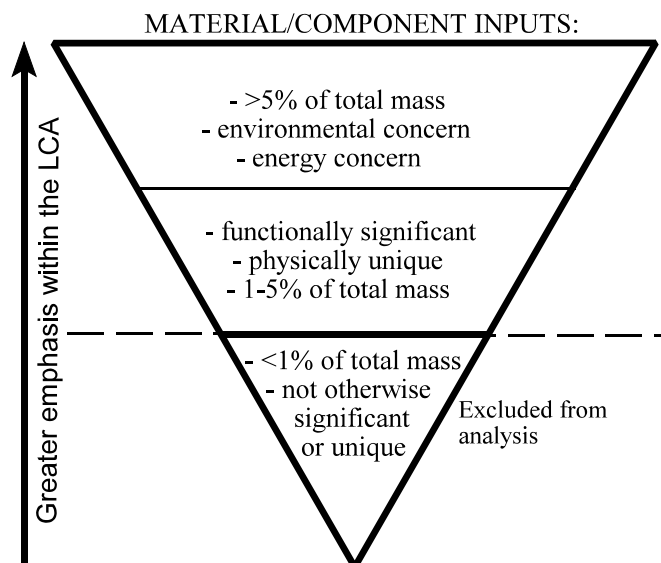 MATERIAL/COMPONENT INPUTS:
- >5% of total mass
- environmental concern
- energy concern
- functionally significant
- physically unique
- 1-5% of total mass
- <1% of total mass
- not otherwise
significant
or unique
Excluded from
analysis
Greater emphasis within the LCA